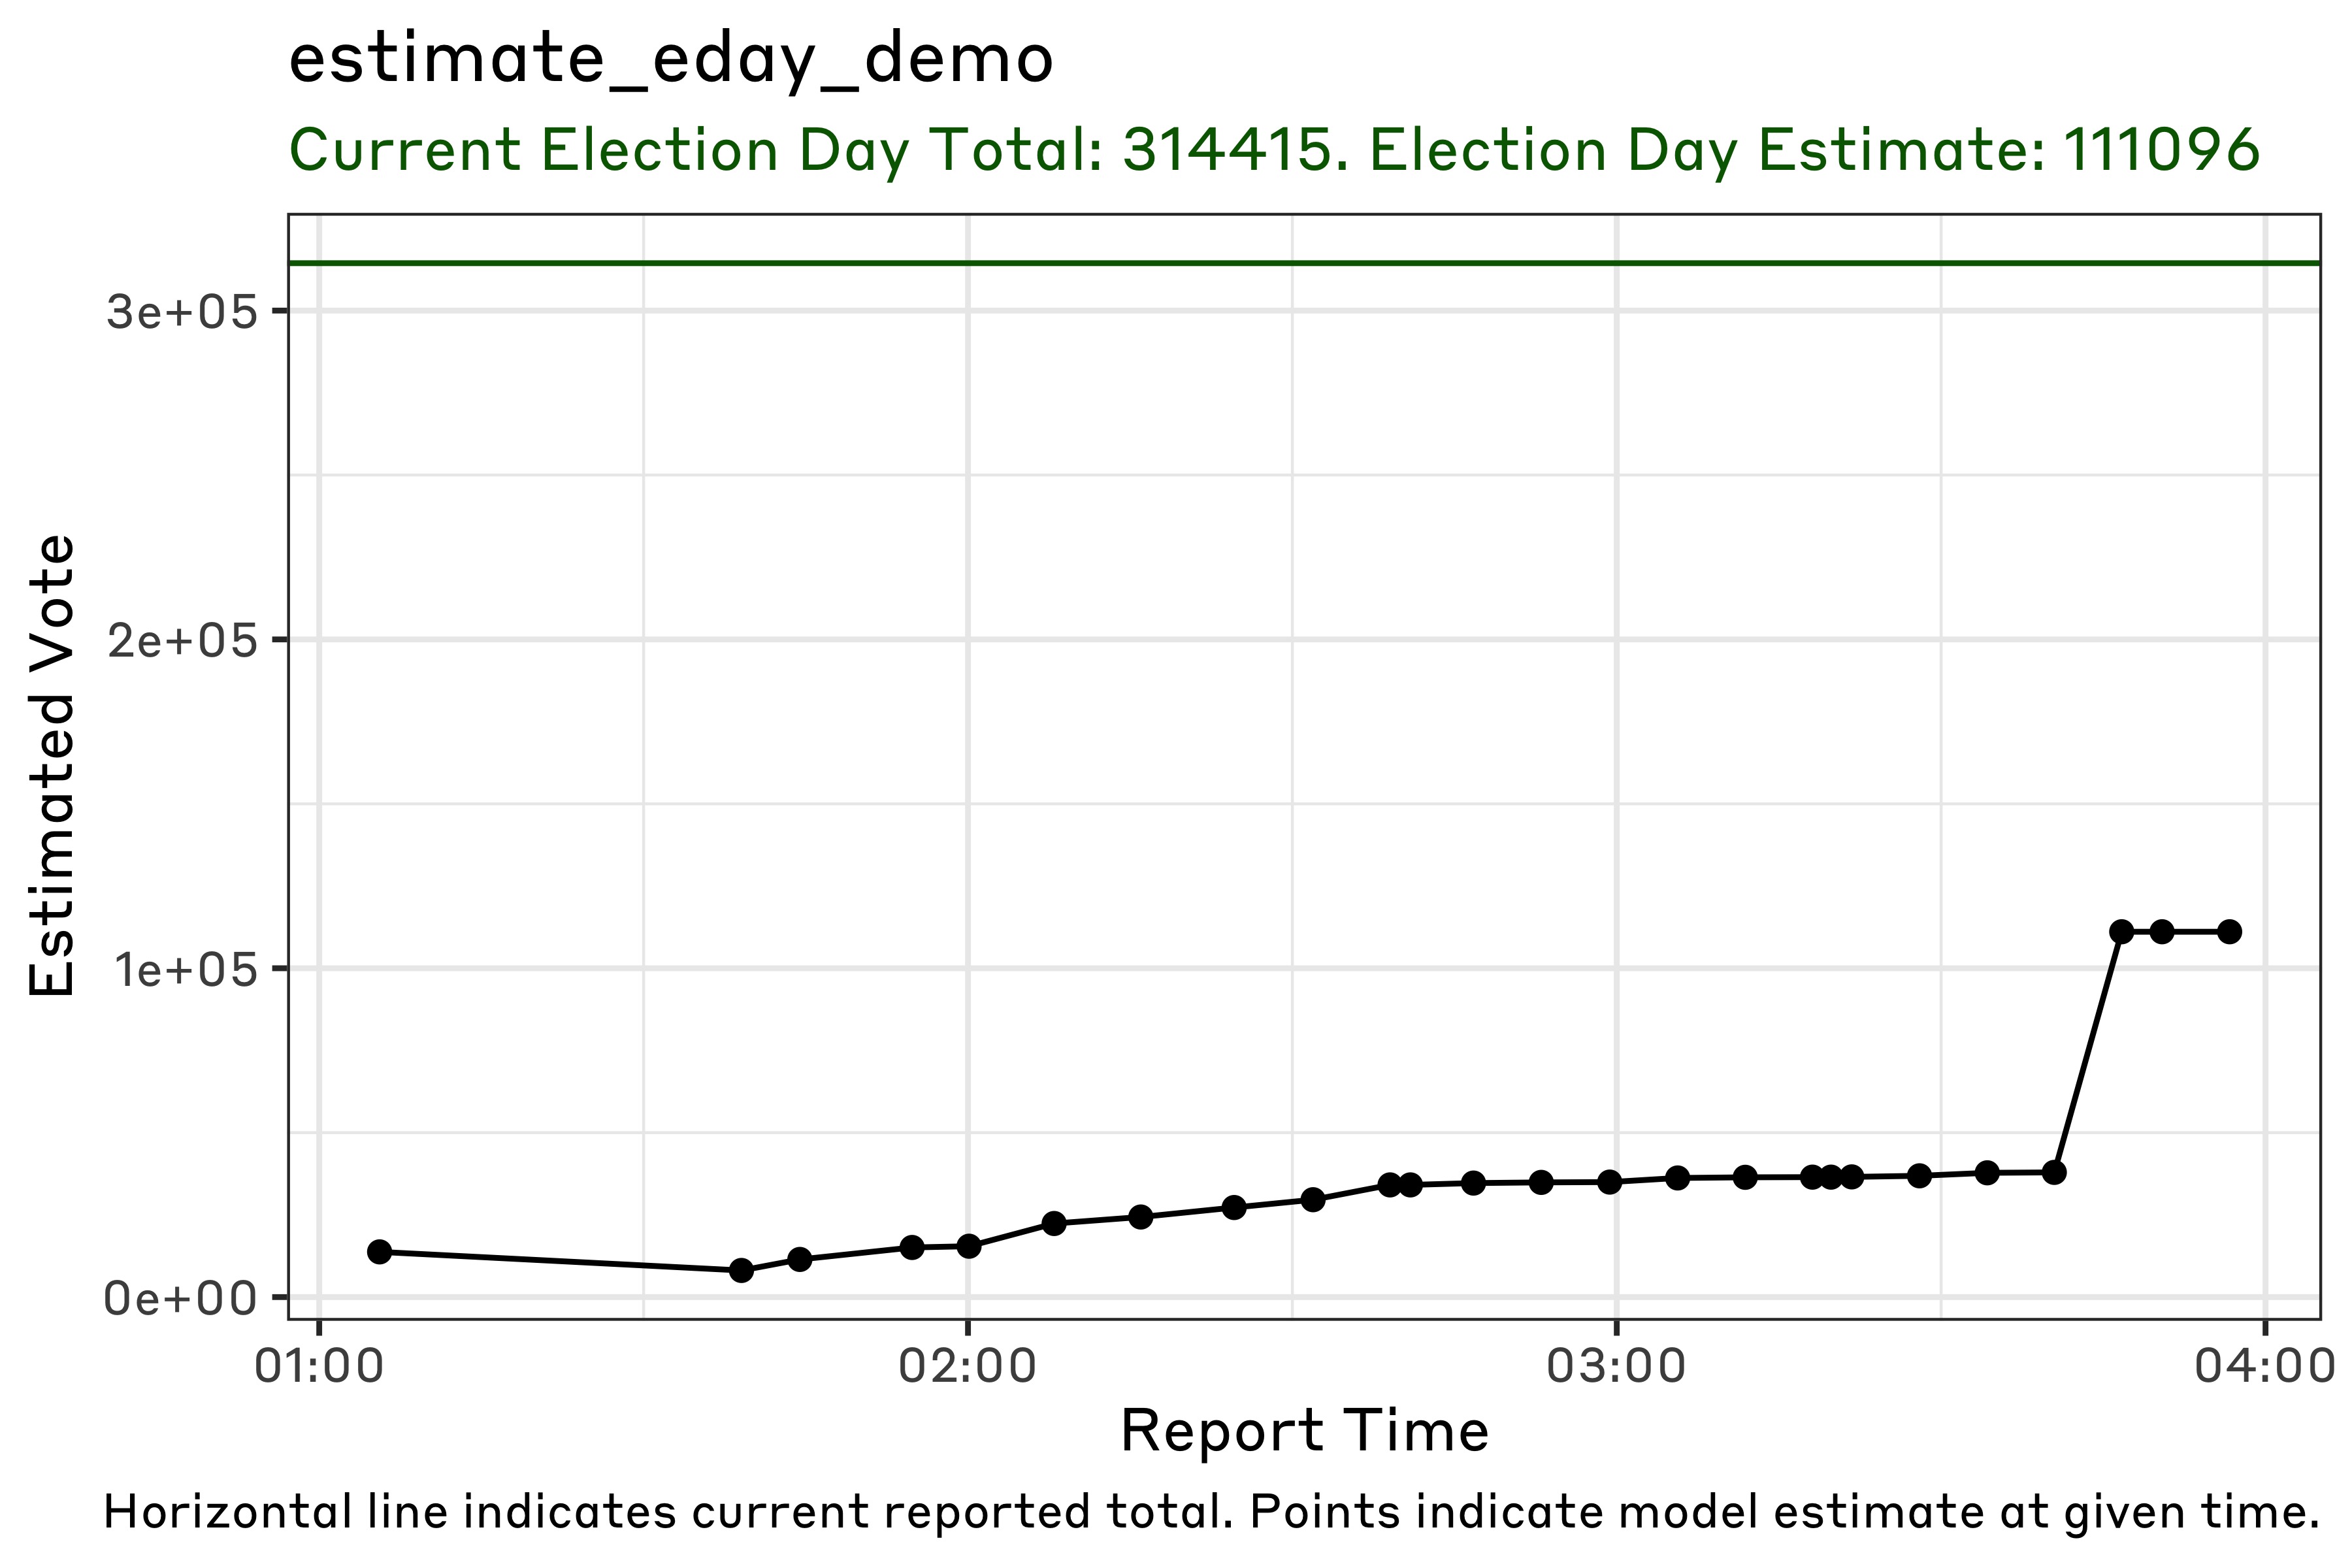 estimate_eday_demo
Current Election Day Total: 314415. Election Day Estimate: 111096
Estimated Vote
3e+05
2e+05
1e+05
0e+00
01:00 02:00 03:00 04:00
Report Time
Horizontal line indicates current reported total. Points indicate model estimate at given time.